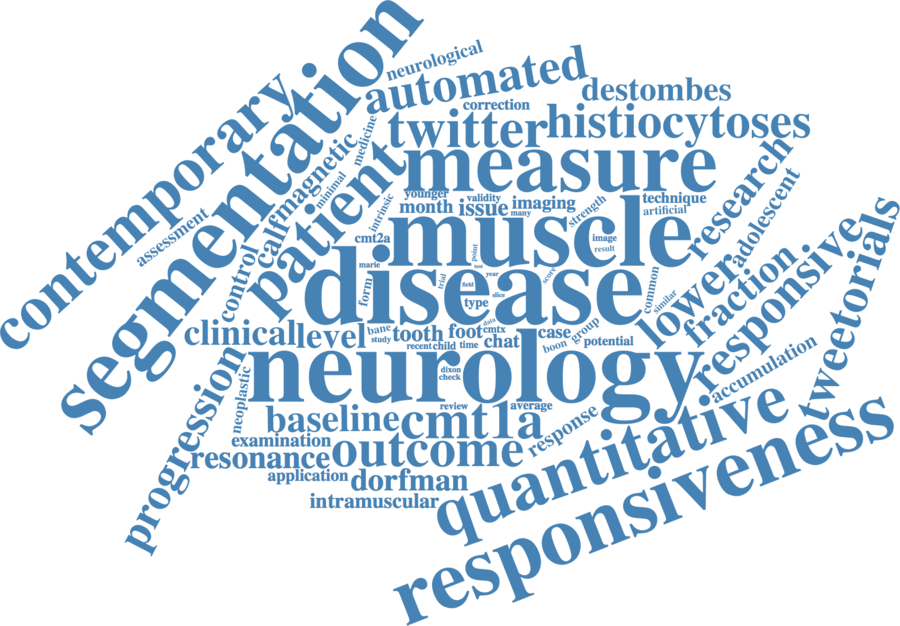 contemporary
segmentation
neurological
automated
destombes
correction
medicine
twitter
histiocytoses
magnetic
calf
minimal
patient
measure
research
assessment
younger
validity
technique
month
issue
imaging
many
artificial
intrinsic
strength
adolescent
cmt2a
muscle
image
result
control
marie
point
test
year
score
form
disease
trial
field
slice
type
common
similar
lower
fraction
responsive
tweetorials
clinical
level
bane
study
tooth
foot
data
cmtx
case
group
recent
child
time
chat
boon
potential
progression
neurology
dixon
check
accumulation
neoplastic
review
average
baseline
cmt1a
response
examination
outcome
quantitative
resonance
application
dorfman
intramuscular
responsiveness